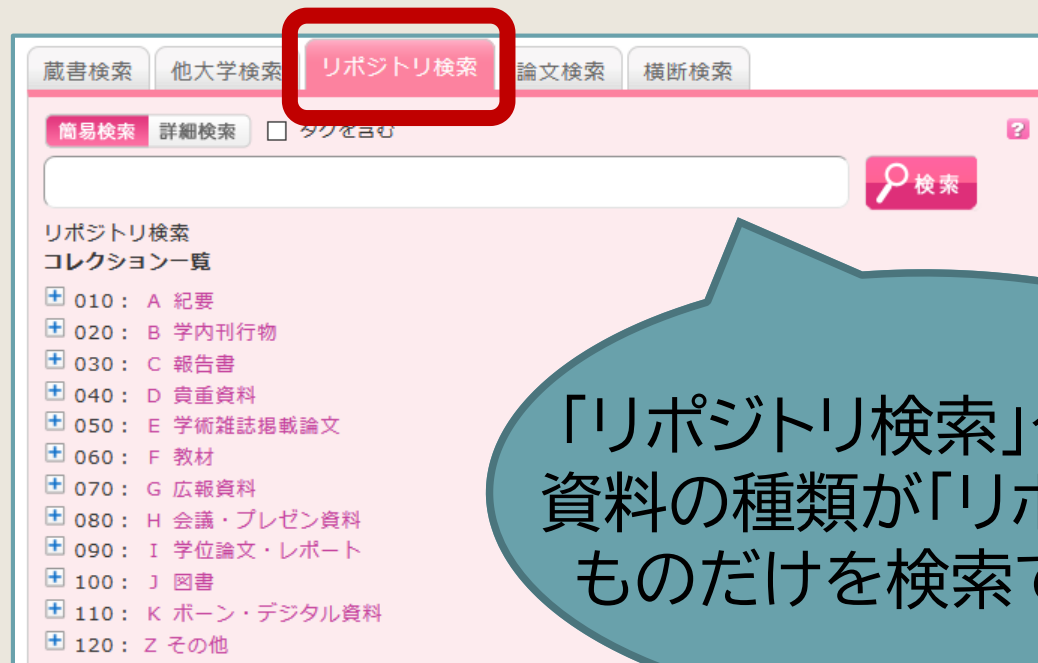 蔵書検索 他大学検索 リポジトリ検索 論文検索 横断検索
簡易検索 詳細検索 タグを含む ?
検索
リポジトリ検索
コレクション一覧
010： A 紀要
020： B 学内刊行物
030： C 報告書
040： D 貴重資料
050： E 学術雑誌掲載論文
060： F 教材
070： G 広報資料
080： H 会議・プレゼン資料
090： I 学位論文・レポート
100： J 図書
110： K ボーン・デジタル資料
120： Z その他
「リポジトリ検索」
資料の種類が「リポ
ものだけを検索で